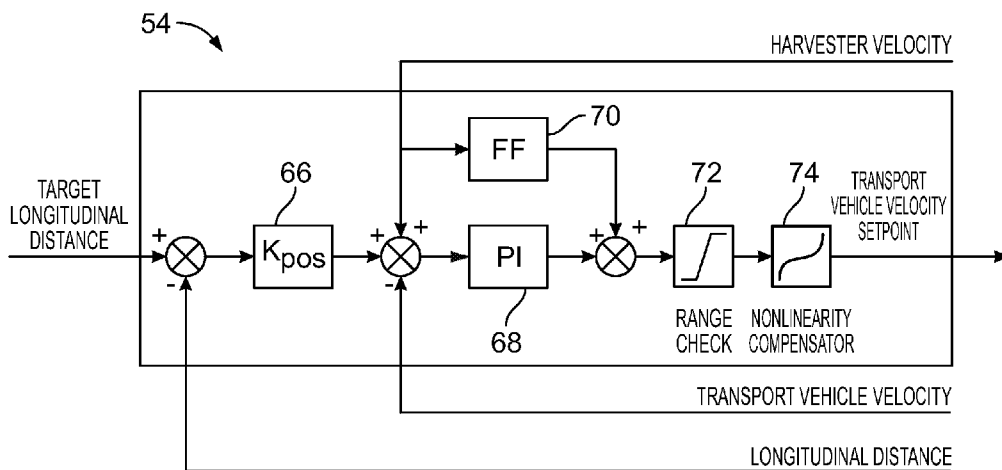 54
HARVESTER VELOCITY
70
FF
TARGET
LONGITUDINAL
DISTANCE
66
72
74
TRANSPORT
VEHICLE VELOCITY
SETPOINT
+
-
Kpos
+
+
-
PI
+
+
68
RANGE
CHECK
NONLINEARITY
COMPENSATOR
TRANSPORT VEHICLE VELOCITY
LONGITUDINAL DISTANCE